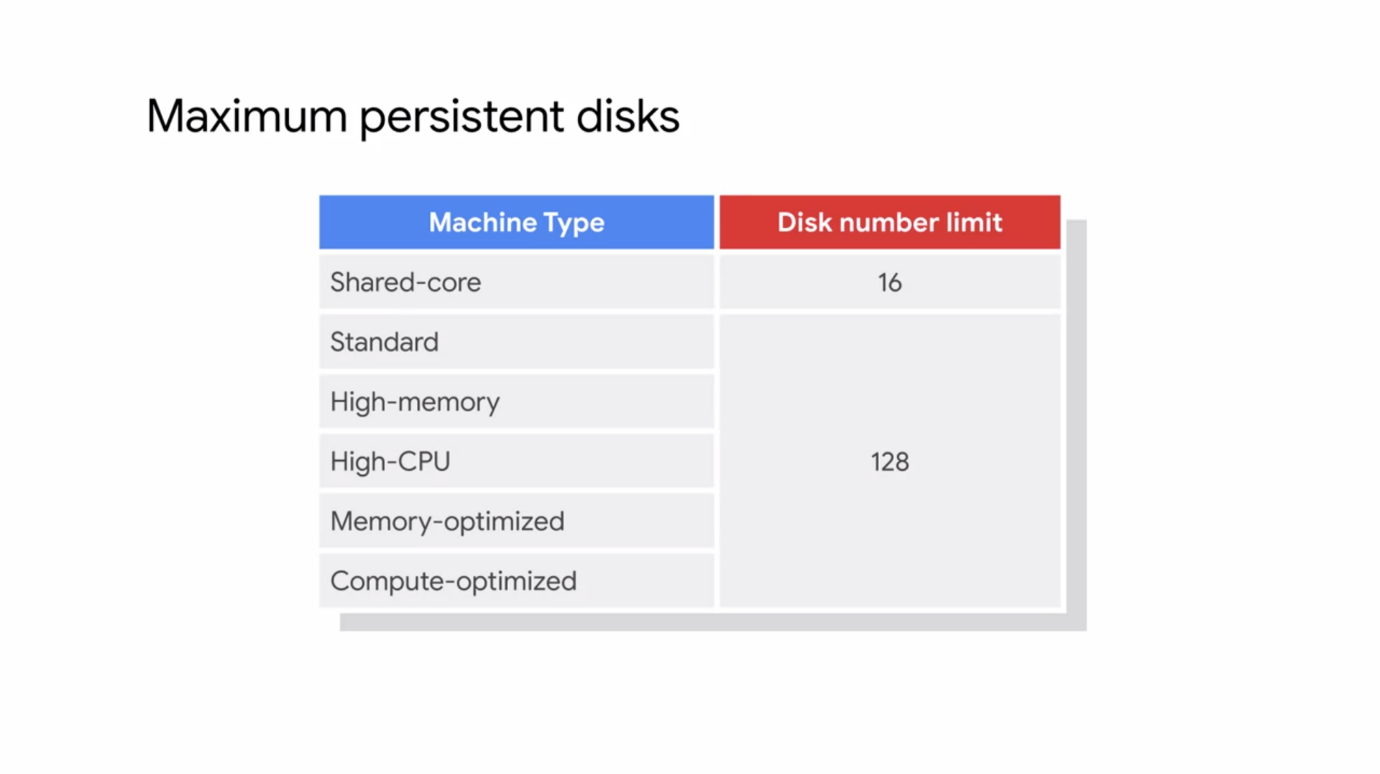 Maximum persistent disks
Machine Type
Disk number limit
Shared-core
16
Standard
High-memory
High-CPU
128
Memory-optimized
Compute-optimized